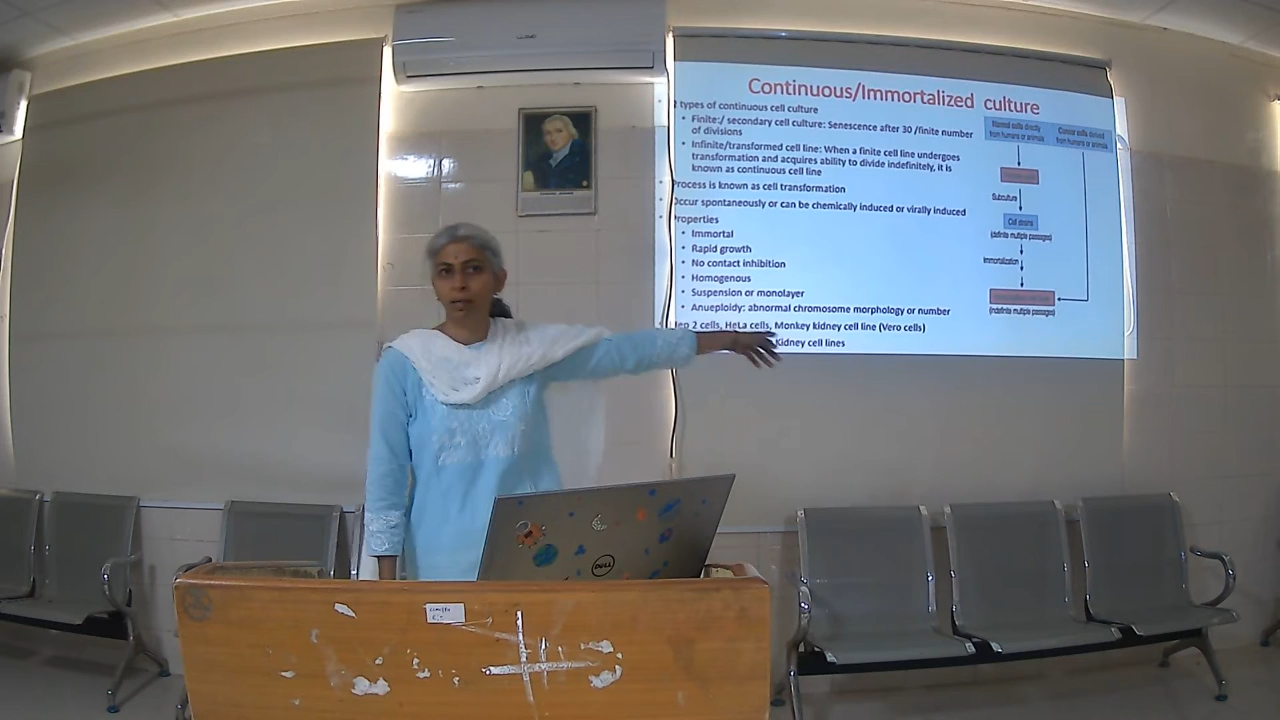 Continuous/Immortalized culture
2 types of continuous cell culture
• Finite:/ secondary cell culture: Senescence after 30 /finite number
of divisions
• Infinite/transformed cell line: When a finite cell line undergoes
transformation and acquires ability to divide indefinitely, it is
known as continuous cell line
Process is known as cell transformation
Occur spontaneously or can be chemically induced or virally induced
Properties
• Immortal
• Rapid growth
• No contact inhibition
• Homogenous
• Suspension or monolayer
• Anueploidy: abnormal chromosome morphology or number
Hep 2 cells, HeLa cells, Monkey kidney cell line (Vero cells)
Kidney cell lines
Normal cells directly
from humans or animals
Cancer cells derived
from humans or animals
Subculture
Cell strains
(definite multiple passages)
Immortalization
(indefinite multiple passages)
DELL